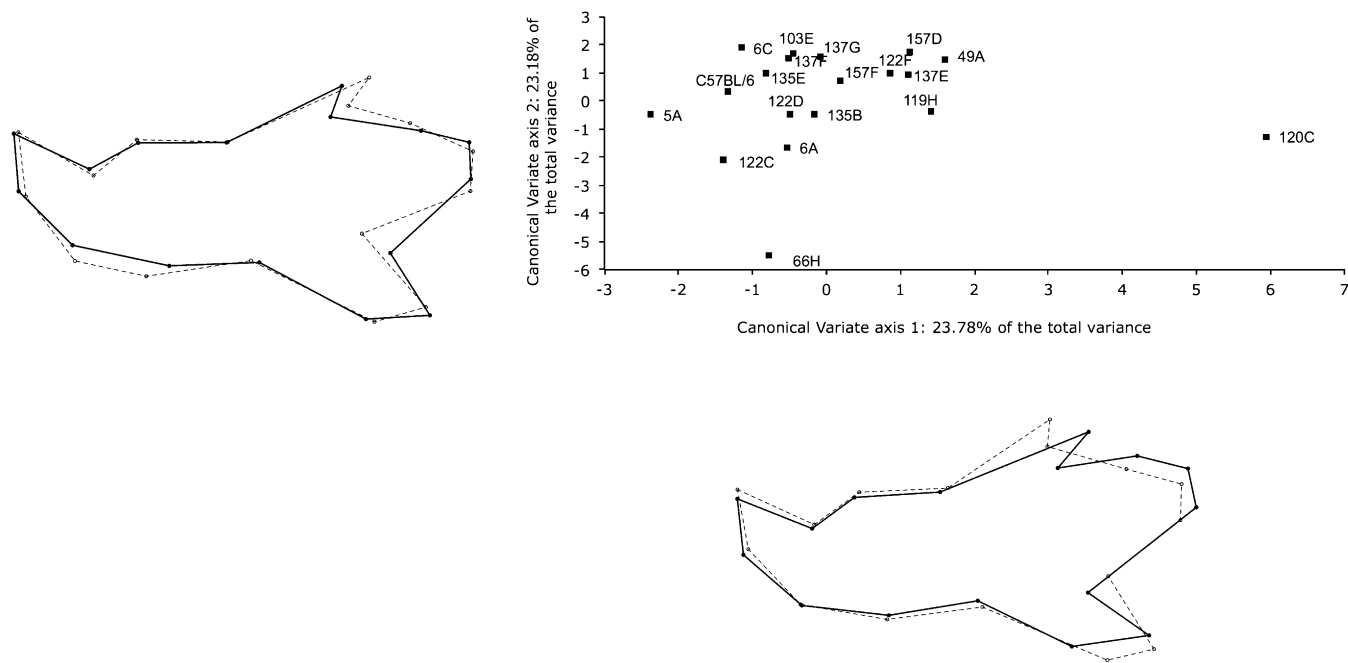 Canonical Variate axis 2: 23.18% of
the total variance
3
2
1
0
-1
-2
-3
-4
-5
-6
6C
103E
137G
137F
157D
49A
122F
137E
157F
135E
C57BL/6
122D
135B
119H
5A
120C
6A
122C
66H
-3 -2 -1 0 1 2 3 4 5 6 7
Canonical Variate axis 1: 23.78% of the total variance